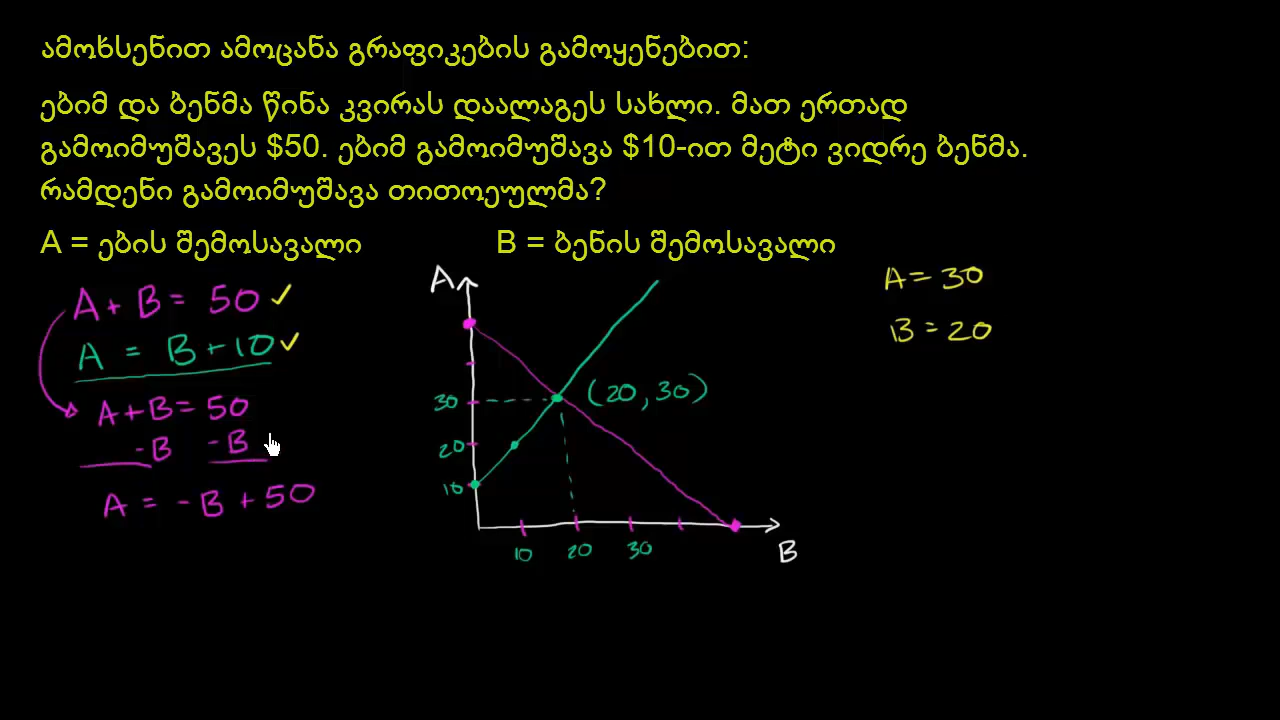 ამოხსენით ამოცანა გრაფიკების გამოყენებით:
ებიმ და ბენმა წინა კვირას დაალაგეს სახლი. მათ ერთად
გამოიმუშავეს $50. ებიმ გამოიმუშავა $10-ით მეტი ვიდრე ბენმა.
რამდენი გამოიმუშავა თითოეულმა?
A = ების შემოსავალი B = ბენის შემოსავალი
A + B = 50 ✓
A = B + 10 ✓
A + B = 50
- B - B
A = - B + 50
A
30
20
10
(20, 30)
10 20 30
B
A = 30
B = 20